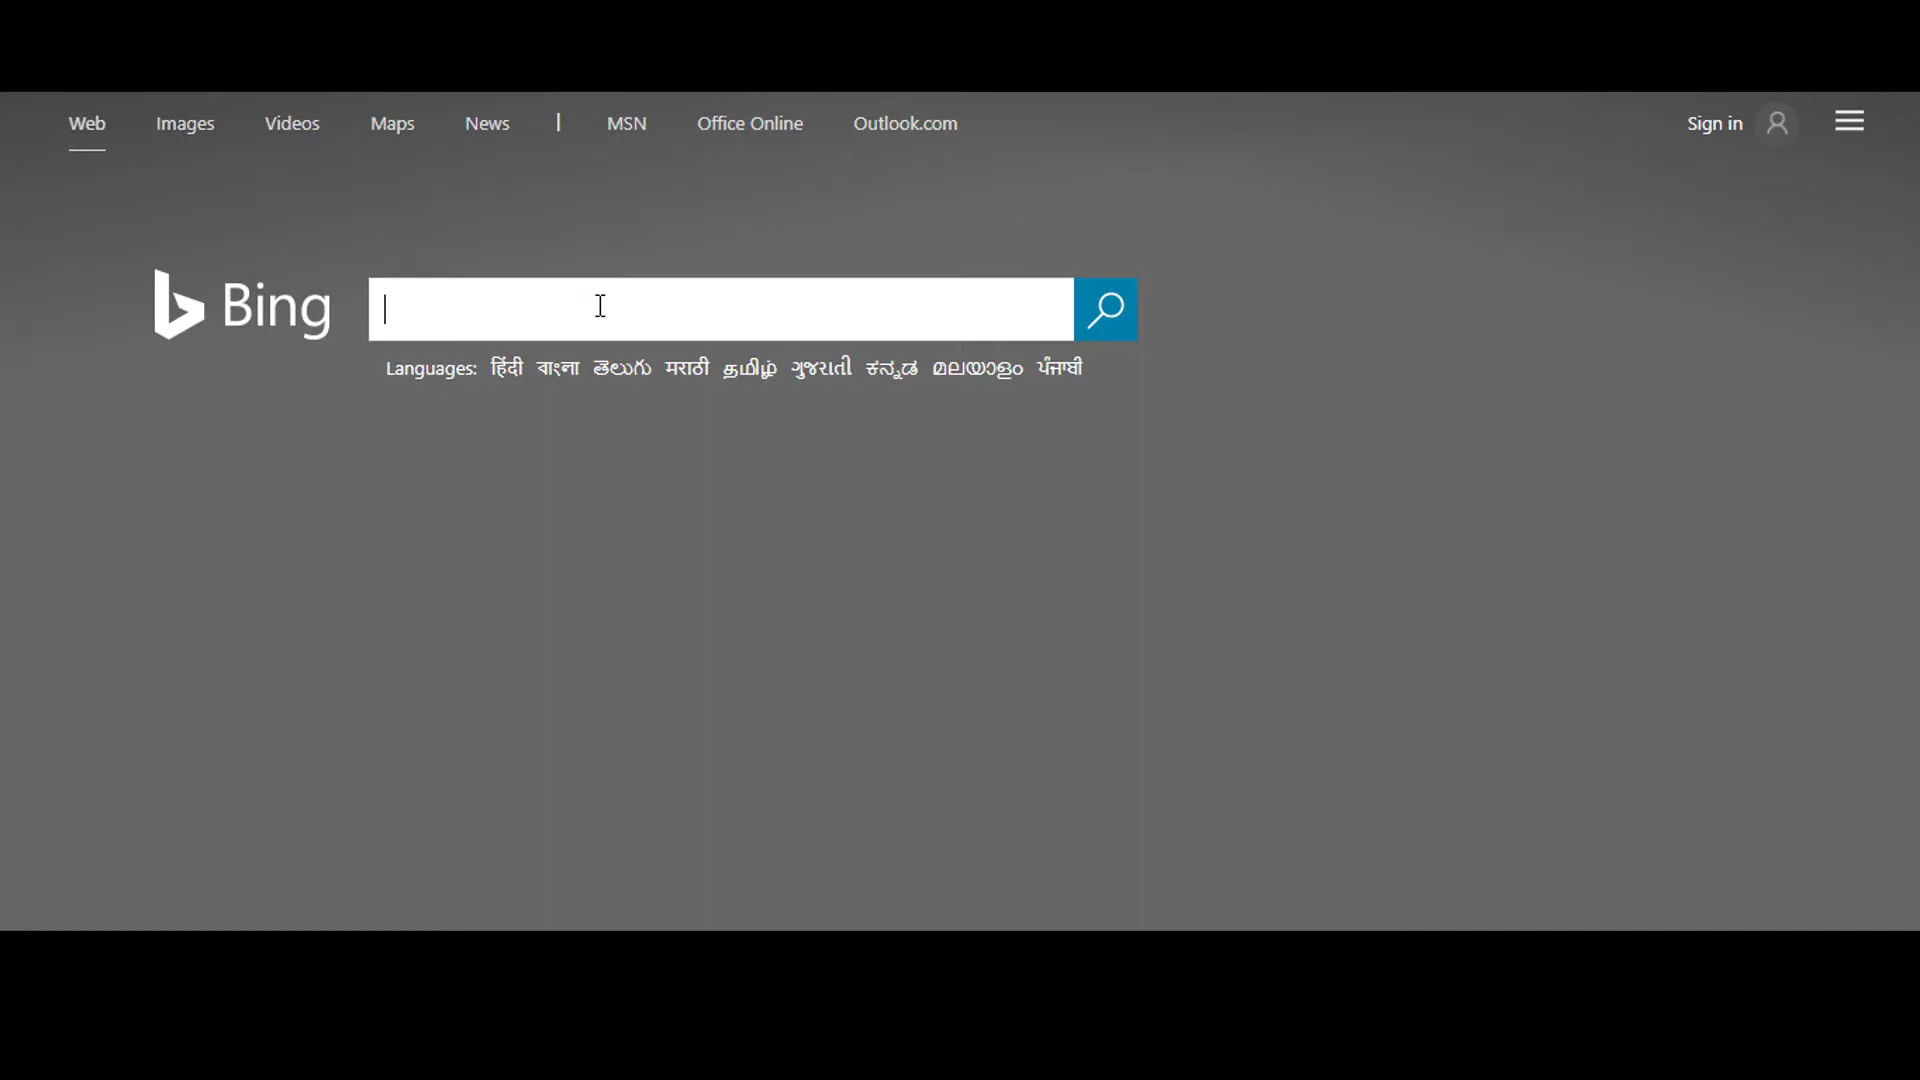 Web Images Videos Maps News | MSN Office Online Outlook.com Sign in
Bing
Languages: हिंदी বাংলা తెలుగు मराठी தமிழ் ગુજરાતી ಕನ್ನಡ മലയാളം ਪੰਜਾਬੀ